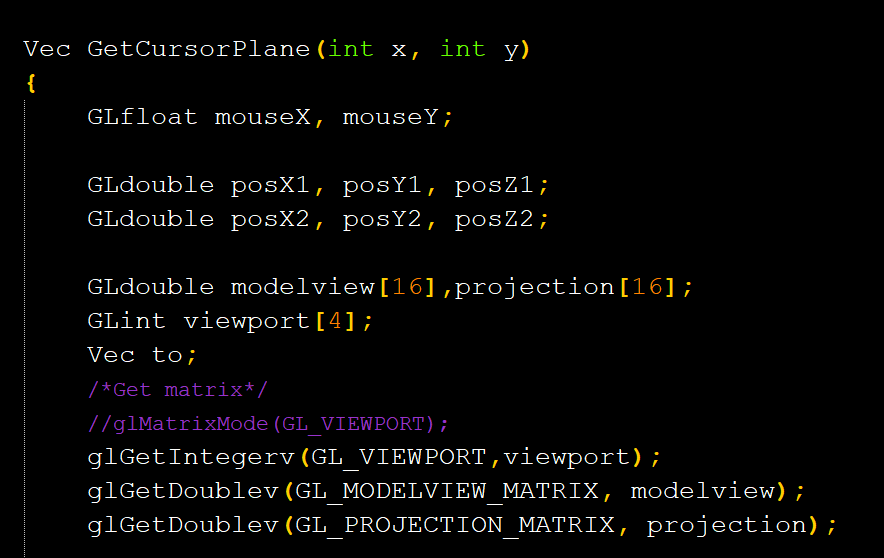 Vec GetCursorPlane(int x, int y)
{
GLfloat mouseX, mouseY;
GLdouble posX1, posY1, posZ1;
GLdouble posX2, posY2, posZ2;
GLdouble modelview[16],projection[16];
GLint viewport[4];
Vec to;
/*Get matrix*/
//glMatrixMode(GL_VIEWPORT);
glGetIntegerv(GL_VIEWPORT,viewport);
glGetDoublev(GL_MODELVIEW_MATRIX, modelview);
glGetDoublev(GL_PROJECTION_MATRIX, projection);